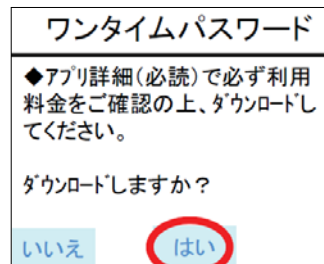 ワンタイムパスワード
◆アプリ詳細(必読)で必ず利用
料金をご確認の上、ダウンロードし
てください。
ダウンロードしますか？
いいえ はい